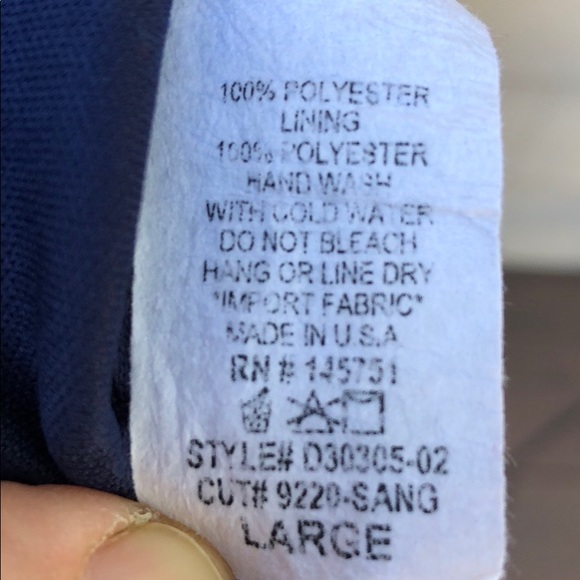 100% POLYESTER
LINING
100% POLYESTER
HAND WASH
WITH COLD WATER
DO NOT BLEACH
HANG OR LINE DRY
*IMPORT FABRIC*
MADE IN U.S.A
RN # 145751
STYLE# D30305-02
CUT# 9220-SANG
LARGE